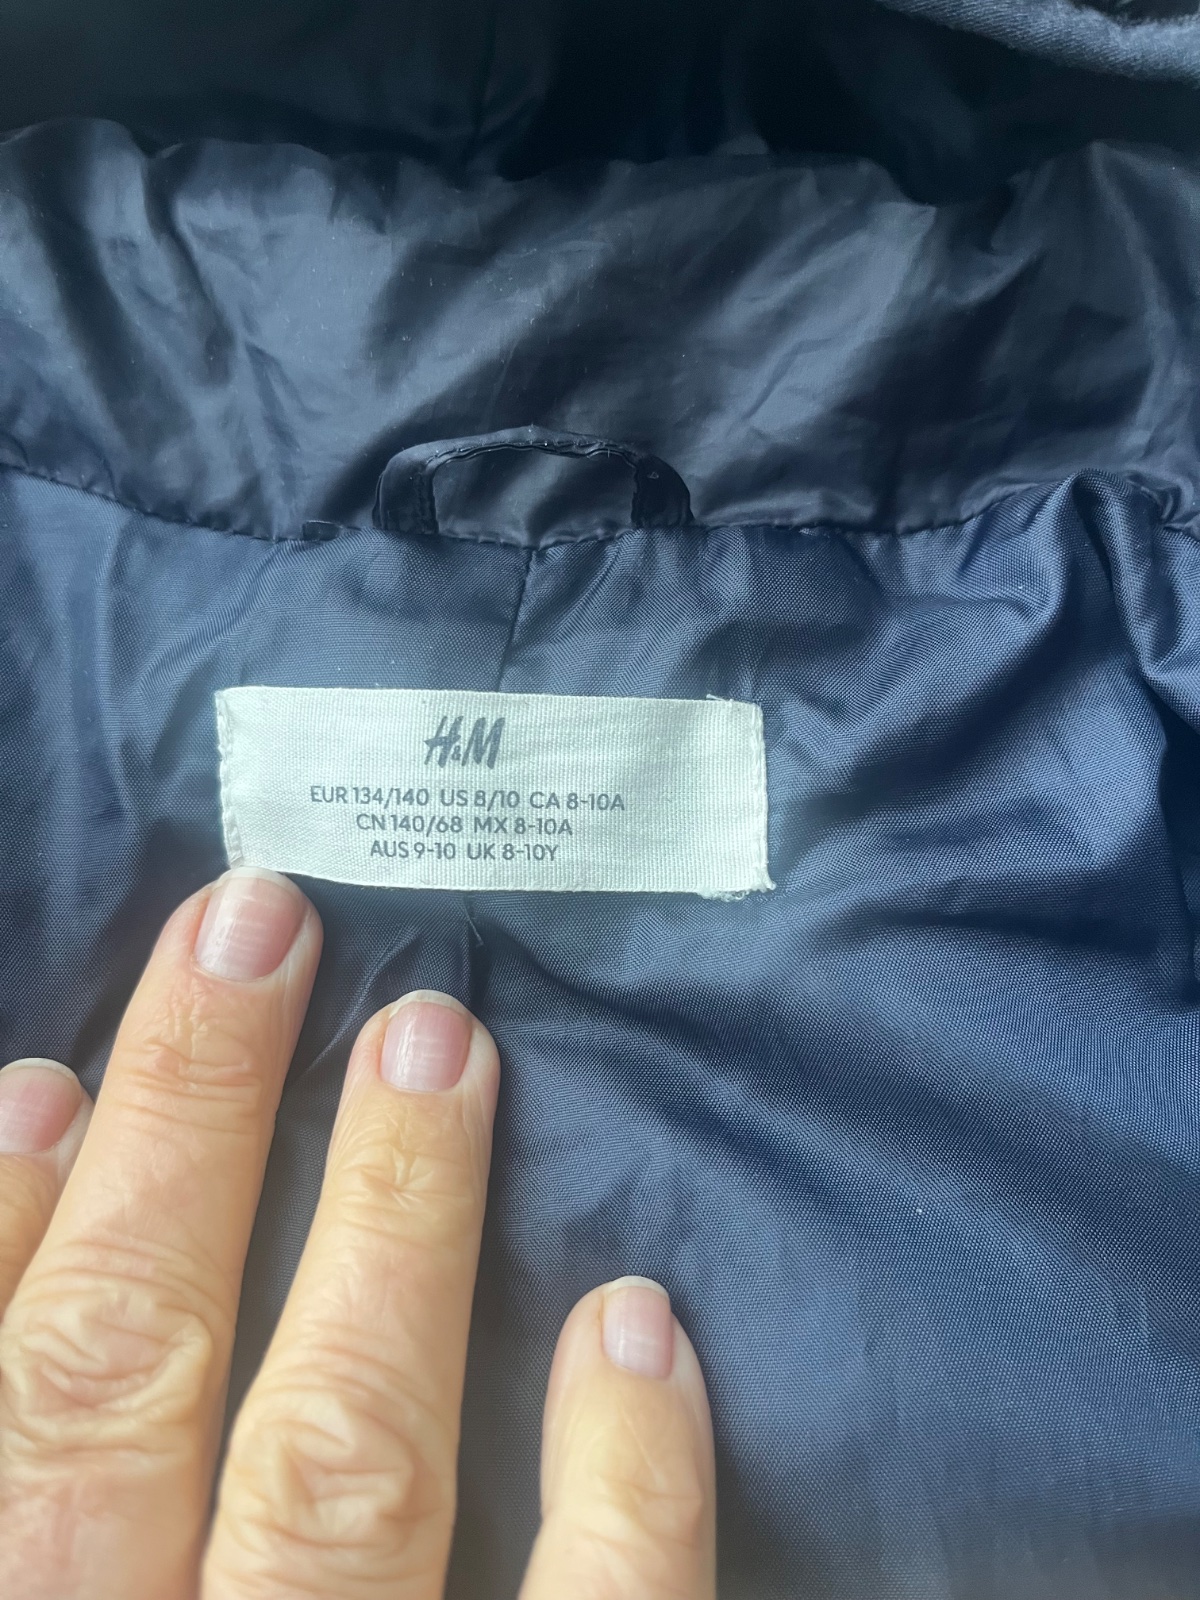 H&M
EUR 134/140 US 8/10 CA 8-10A
CN 140/68 MX 8-10A
AUS 9-10 UK 8-10Y